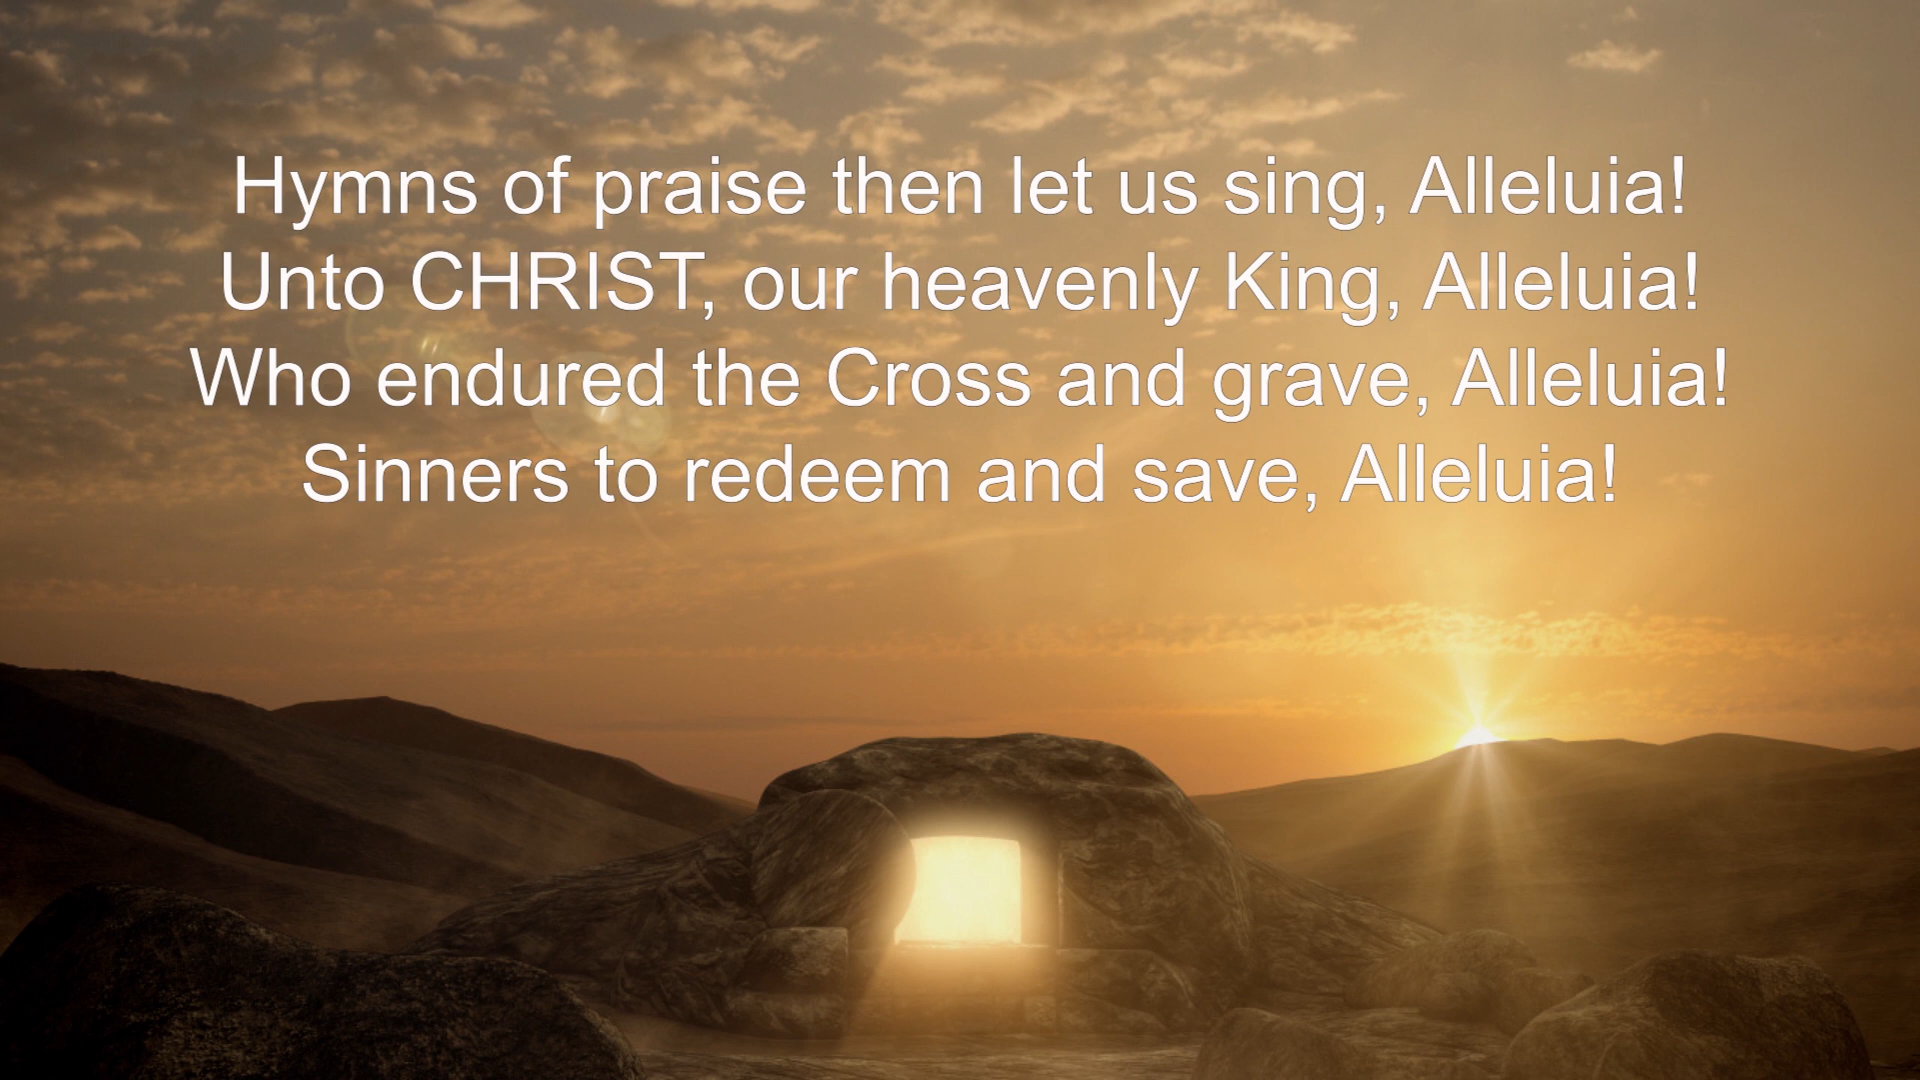 Hymns of praise then let us sing, Alleluia!
Unto CHRIST, our heavenly King, Alleluia!
Who endured the Cross and grave, Alleluia!
Sinners to redeem and save, Alleluia!